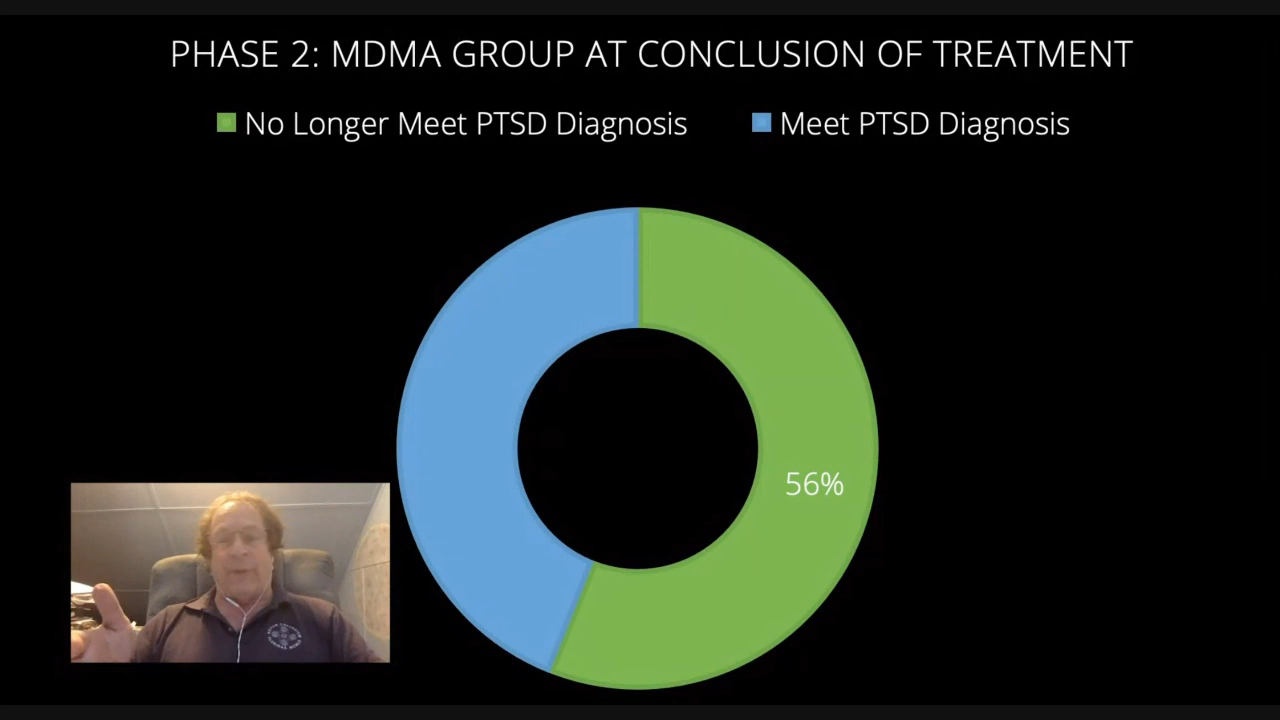 PHASE 2: MDMA GROUP AT CONCLUSION OF TREATMENT
No Longer Meet PTSD Diagnosis
Meet PTSD Diagnosis
56%